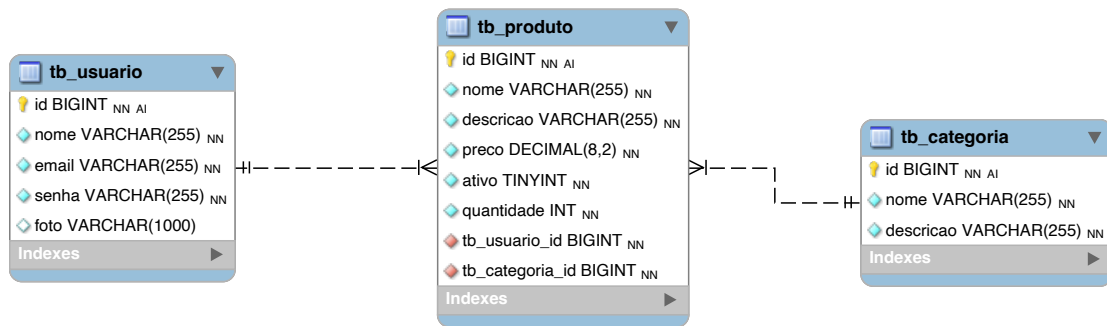 tb_usuario
id BIGINT NN AI
nome VARCHAR(255) NN
email VARCHAR(255) NN
senha VARCHAR(255) NN
foto VARCHAR(1000)
Indexes
tb_produto
id BIGINT NN AI
nome VARCHAR(255) NN
descricao VARCHAR(255) NN
preco DECIMAL(8,2) NN
ativo TINYINT NN
quantidade INT NN
tb_usuario_id BIGINT NN
tb_categoria_id BIGINT NN
Indexes
tb_categoria
id BIGINT NN AI
nome VARCHAR(255) NN
descricao VARCHAR(255) NN
Indexes